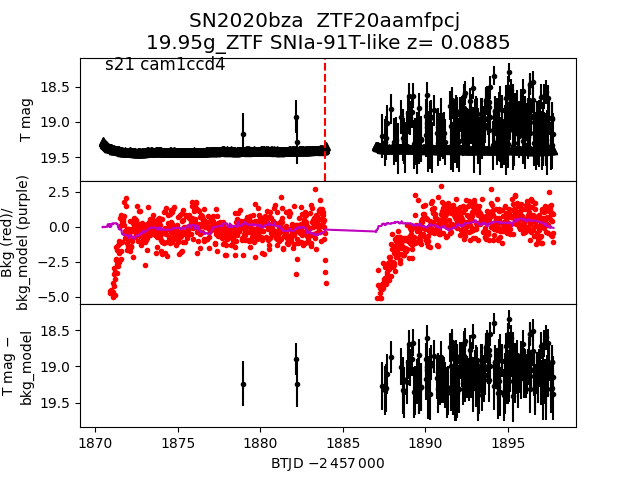 SN2020bza  ZTF20aamfpcj
19.95g_ZTF SNIa-91T-like z= 0.0885
s21 cam1ccd4
T mag
18.5
19.0
19.5
Bkg (red)/
bkg_model (purple)
2.5
0.0
−2.5
−5.0
T mag −
bkg_model
18.5
19.0
19.5
1870 1875 1880 1885 1890 1895
BTJD −2 457 000